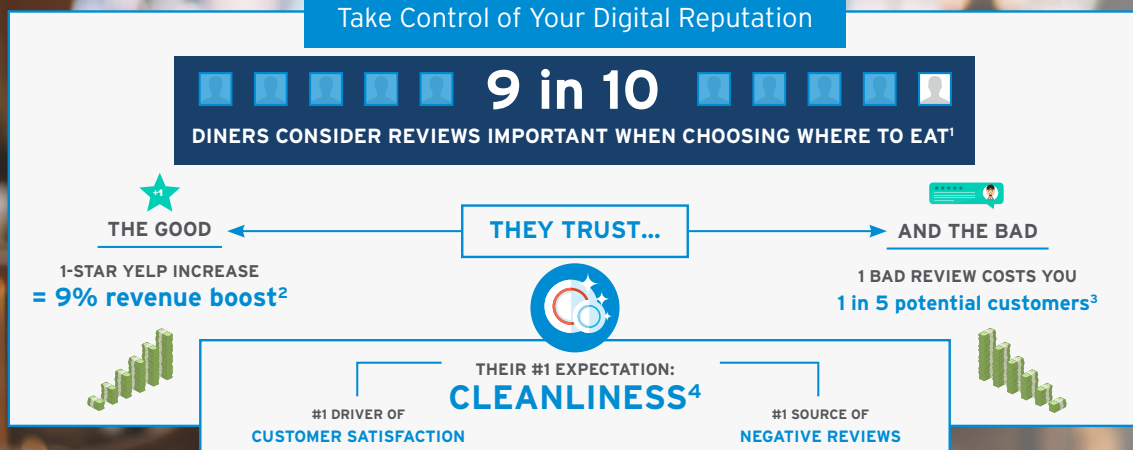 Take Control of Your Digital Reputation
9 in 10
DINERS CONSIDER REVIEWS IMPORTANT WHEN CHOOSING WHERE TO EAT¹
+1
THE GOOD
THEY TRUST...
AND THE BAD
1-STAR YELP INCREASE
= 9% revenue boost²
1 BAD REVIEW COSTS YOU
1 in 5 potential customers³
THEIR #1 EXPECTATION:
CLEANLINESS⁴
#1 DRIVER OF
CUSTOMER SATISFACTION
#1 SOURCE OF
NEGATIVE REVIEWS